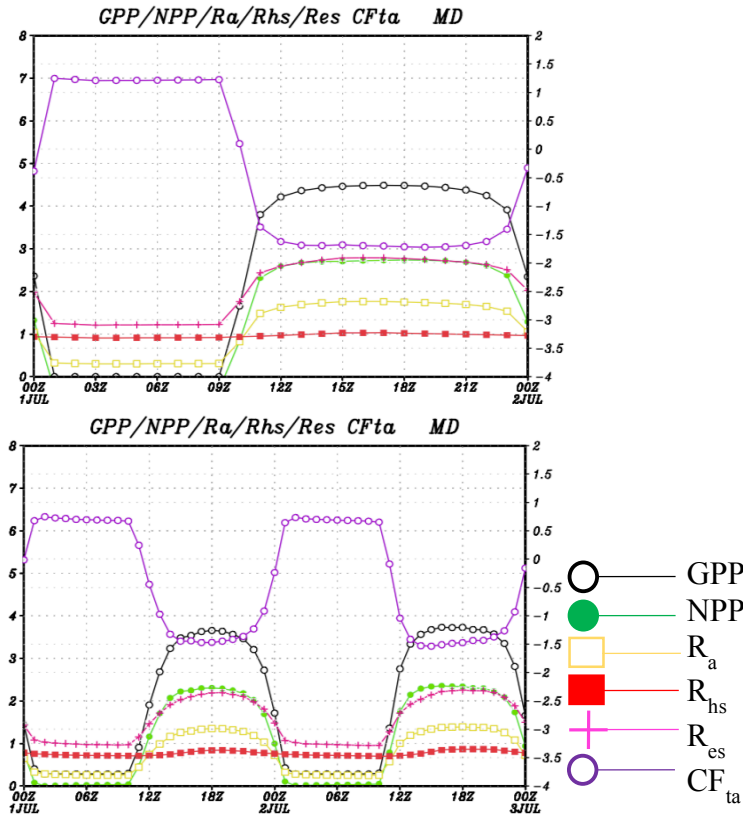 GPP/NPP/Ra/Rhs/Res CFta MD
8 2
1.5
7 1
0.5
6 0
-0.5
5 -1
4 -1.5
-2
3 -2.5
2 -3
1 -3.5
0 -4
00Z 03Z 06Z 09Z 12Z 15Z 18Z 21Z 00Z
1JUL 2JUL
GPP/NPP/Ra/Rhs/Res CFta MD
8 2
1.5
7 1
0.5
6 0
5 -0.5
-1
4 -1.5
3 -2
-2.5
2 -3
1 -3.5
0 -4
00Z 06Z 12Z 18Z 00Z 06Z 12Z 18Z 00Z
1JUL 2JUL 3JUL
GPP
NPP
Ra
Rhs
Res
CFta